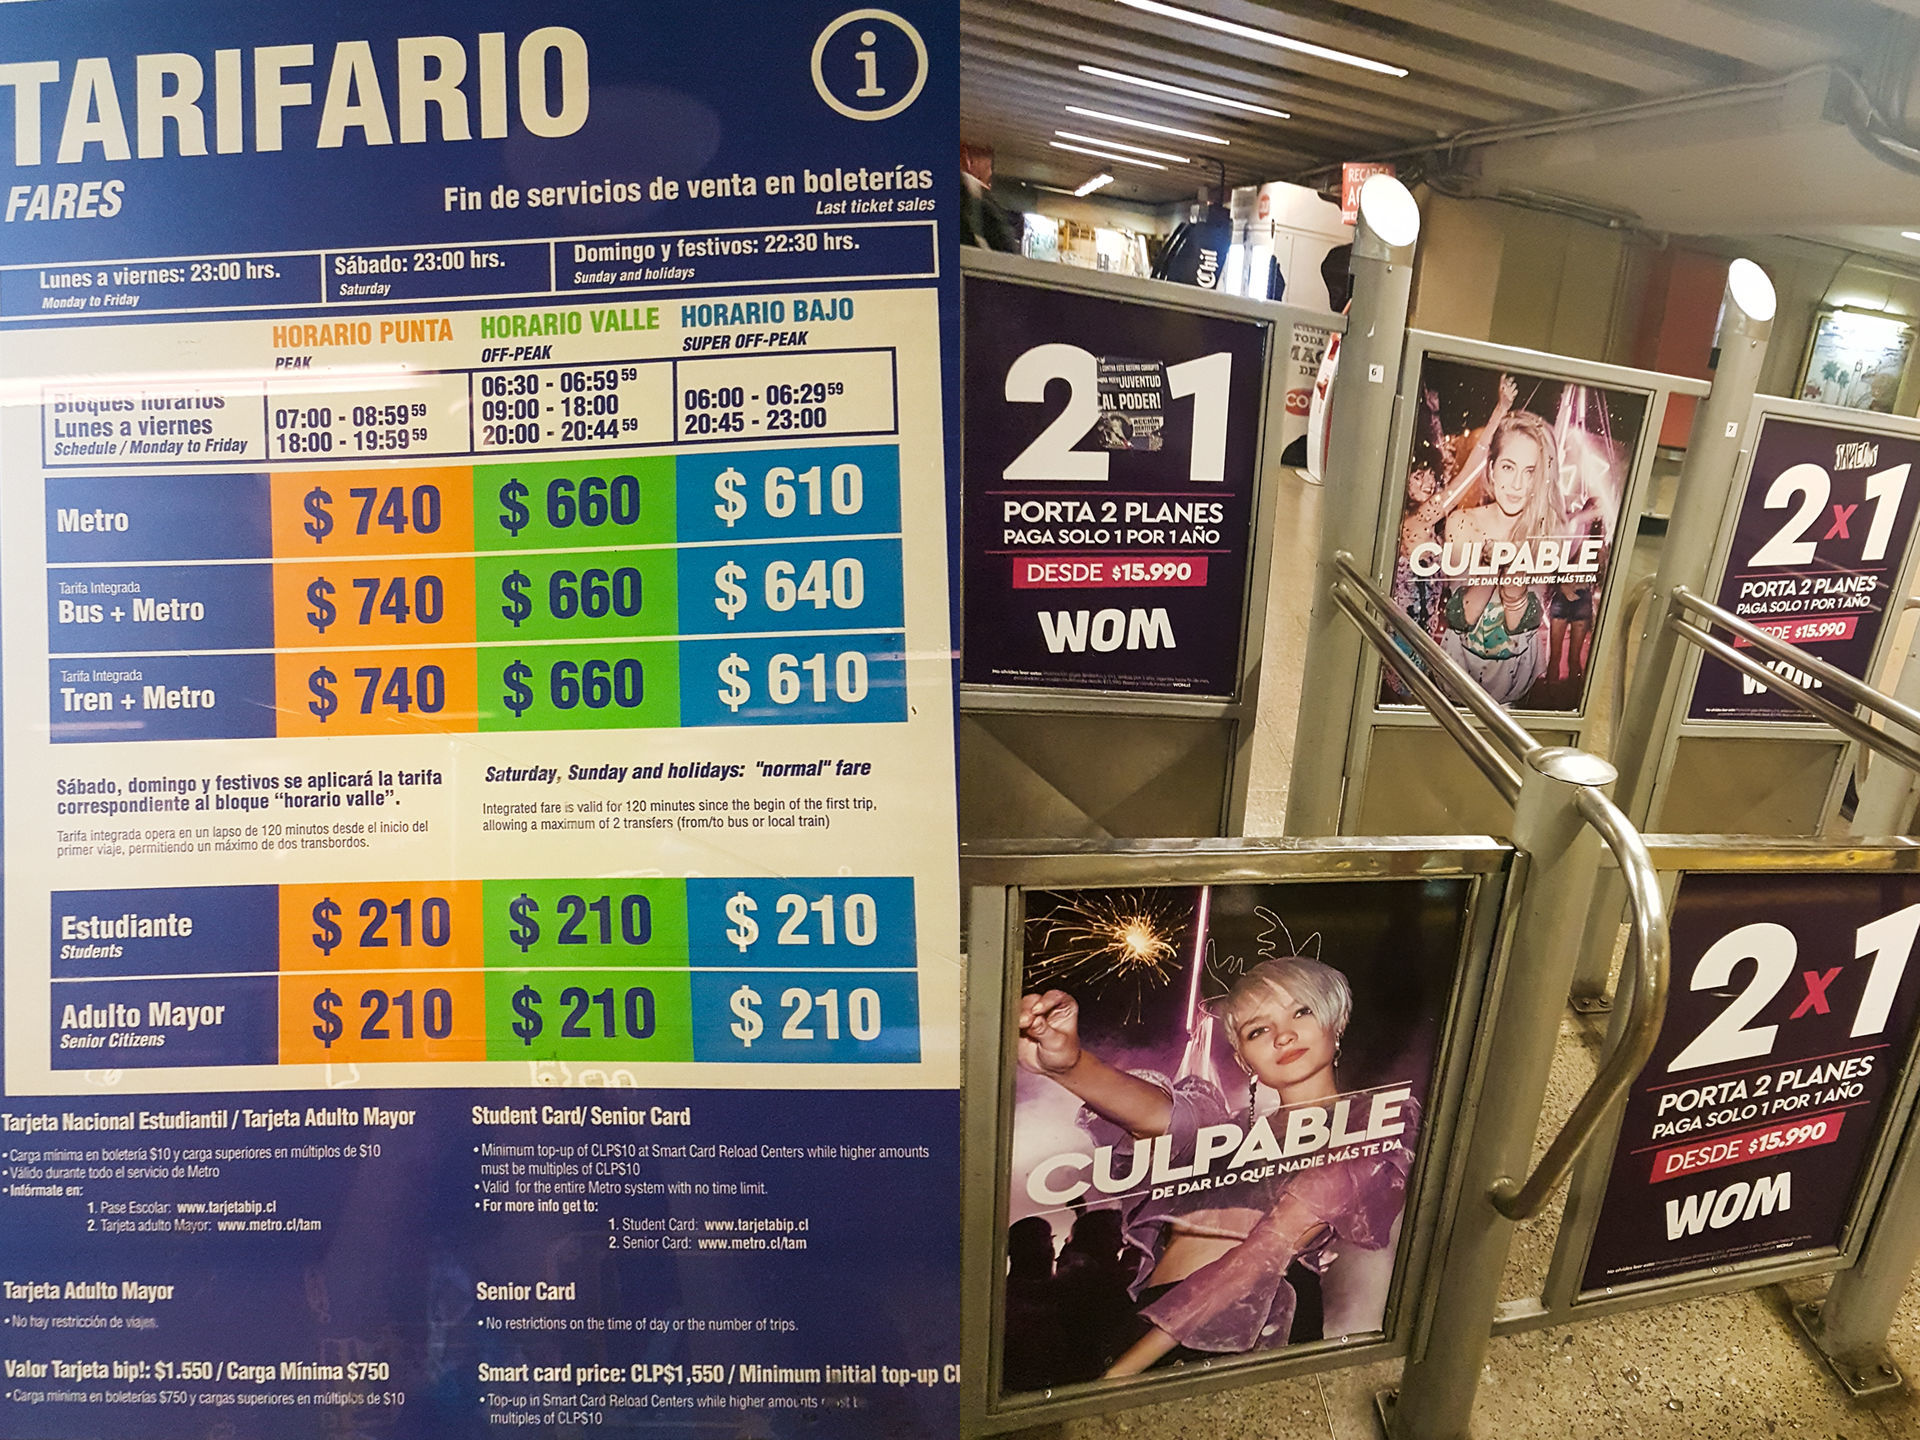 TARIFARIO
FARES
i
Fin de servicios de venta en boleterías
Last ticket sales
Lunes a viernes: 23:00 hrs.
Monday to Friday
Sábado: 23:00 hrs.
Saturday
Domingo y festivos: 22:30 hrs.
Sunday and holidays
HORARIO PUNTA
PEAK
HORARIO VALLE
OFF-PEAK
HORARIO BAJO
SUPER OFF-PEAK
Bloques horarios
Lunes a viernes
Schedule / Monday to Friday
07:00 - 08:59 59
18:00 - 19:59 59
06:30 - 06:59 59
09:00 - 18:00
20:00 - 20:44 59
06:00 - 06:29 59
20:45 - 23:00
Metro $ 740 $ 660 $ 610
Tarifa Integrada
Bus + Metro $ 740 $ 660 $ 640
Tarifa Integrada
Tren + Metro $ 740 $ 660 $ 610
Sábado, domingo y festivos se aplicará la tarifa
correspondiente al bloque “horario valle”.
Tarifa integrada opera en un lapso de 120 minutos desde el inicio del
primer viaje, permitiendo un máximo de dos transbordos.
Saturday, Sunday and holidays: "normal" fare
Integrated fare is valid for 120 minutes since the begin of the first trip,
allowing a maximum of 2 transfers (from/to bus or local train)
Estudiante $ 210 $ 210 $ 210
Students
Adulto Mayor $ 210 $ 210 $ 210
Senior Citizens
Tarjeta Nacional Estudiantil / Tarjeta Adulto Mayor
• Carga mínima en boletería $10 y carga superiores en múltiplos de $10
• Válido durante todo el servicio de Metro
• Infórmate en:
1. Pase Escolar: www.tarjetabip.cl
2. Tarjeta adulto Mayor: www.metro.cl/tam
Student Card/ Senior Card
• Minimum top-up of CLP$10 at Smart Card Reload Centers while higher amounts
must be multiples of CLP$10
• Valid for the entire Metro system with no time limit.
• For more info get to:
1. Student Card: www.tarjetabip.cl
2. Senior Card: www.metro.cl/tam
Tarjeta Adulto Mayor
• No hay restricción de viajes.
Senior Card
• No restrictions on the time of day or the number of trips.
Valor Tarjeta bip!: $1.550 / Carga Mínima $750
• Carga mínima en boleterías $750 y cargas superiores en múltiplos de $10
Smart card price: CLP$1,550 / Minimum initial top-up Cl
• Top-up in Smart Card Reload Centers while higher amounts must be
multiples of CLP$10
RECARGA
Chil
TODA
DE
6
7
2 1
JUVENTUD
AL PODER!
ACCIÓN
PORTA 2 PLANES
PAGA SOLO 1 POR 1 AÑO
DESDE $15.990
WOM
CULPABLE
DE DAR LO QUE NADIE MÁS TE DA
2x1
PORTA 2 PLANES
PAGA SOLO 1 POR 1 AÑO
DESDE $15.990
WOM
CULPABLE
DE DAR LO QUE NADIE MÁS TE DA
2x1
PORTA 2 PLANES
PAGA SOLO 1 POR 1 AÑO
DESDE $15.990
WOM